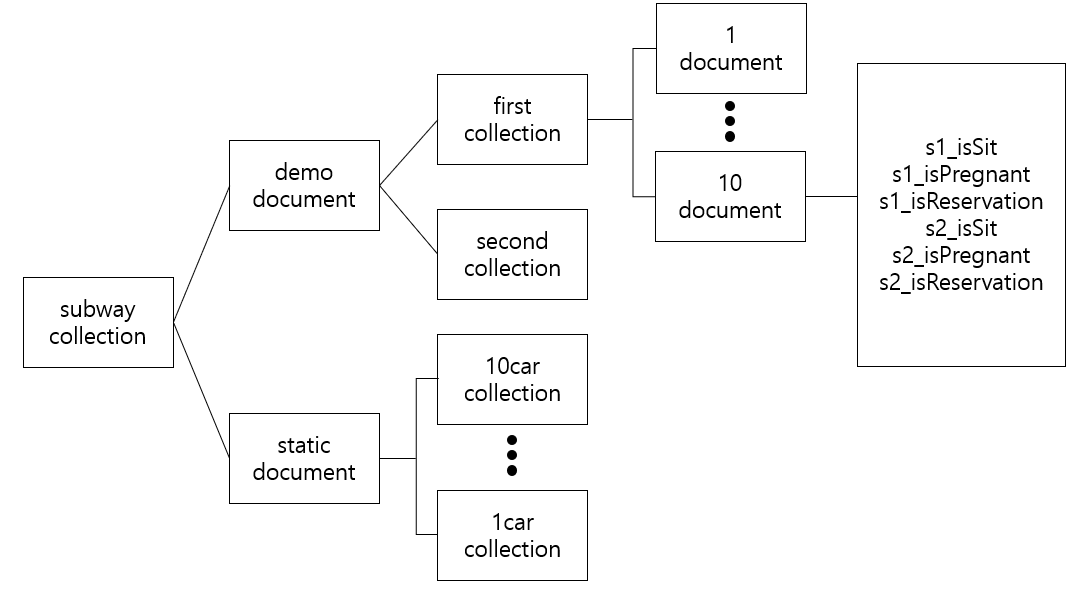 subway
collection
demo
document
static
document
first
collection
second
collection
10car
collection
1car
collection
1
document
10
document
s1_isSit
s1_isPregnant
s1_isReservation
s2_isSit
s2_isPregnant
s2_isReservation